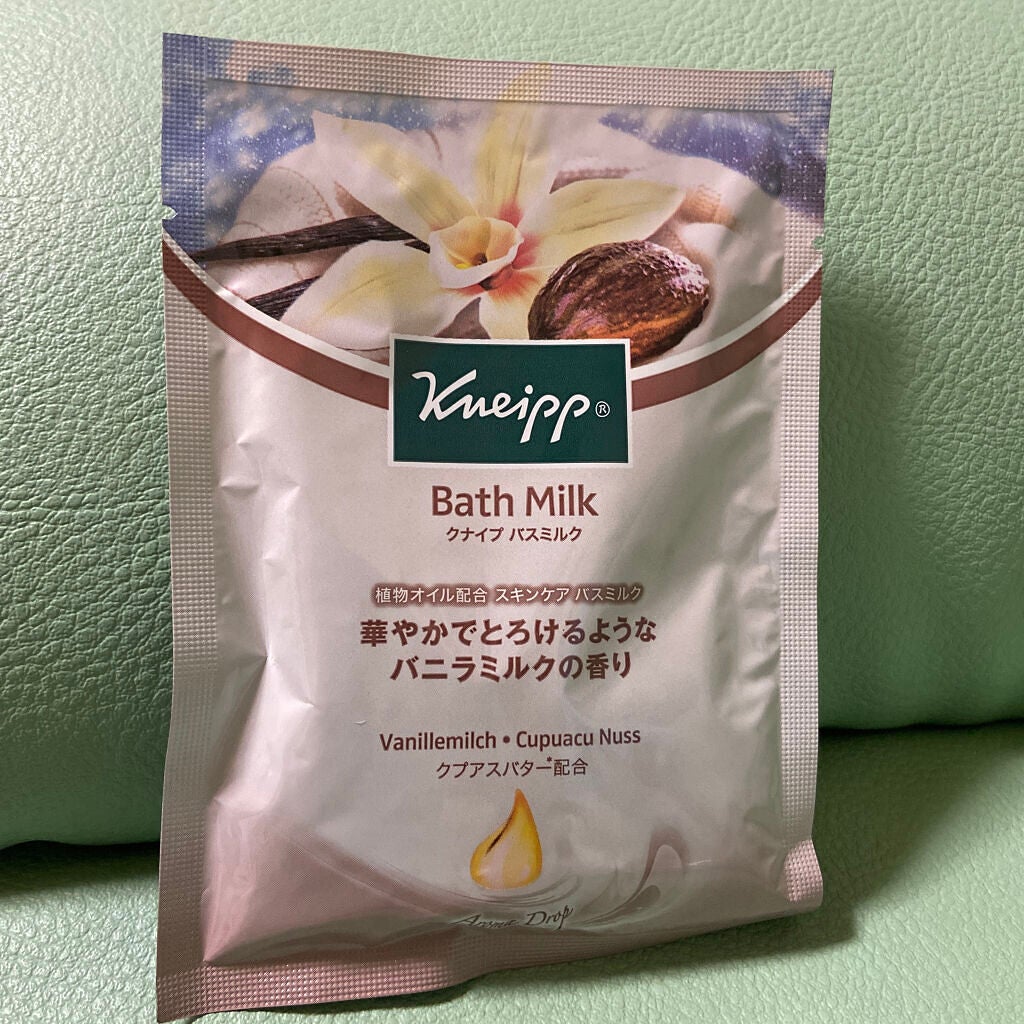 Kneipp®
Bath Milk
クナイプ バスミルク
植物オイル配合 スキンケア バスミルク
華やかでとろけるような
バニラミルクの香り
Vanillemilch • Cupuacu Nuss
クプアスバター*配合
Aroma Drop